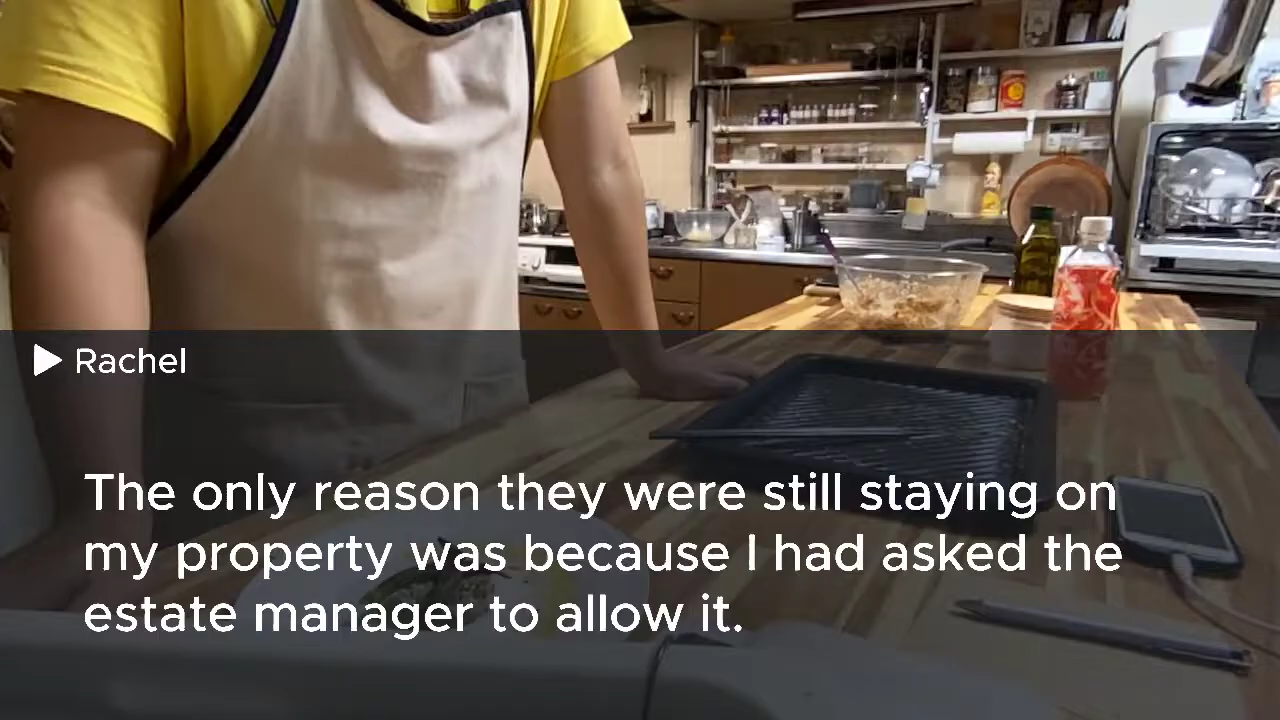 Rachel
The only reason they were still staying on
my property was because I had asked the
estate manager to allow it.